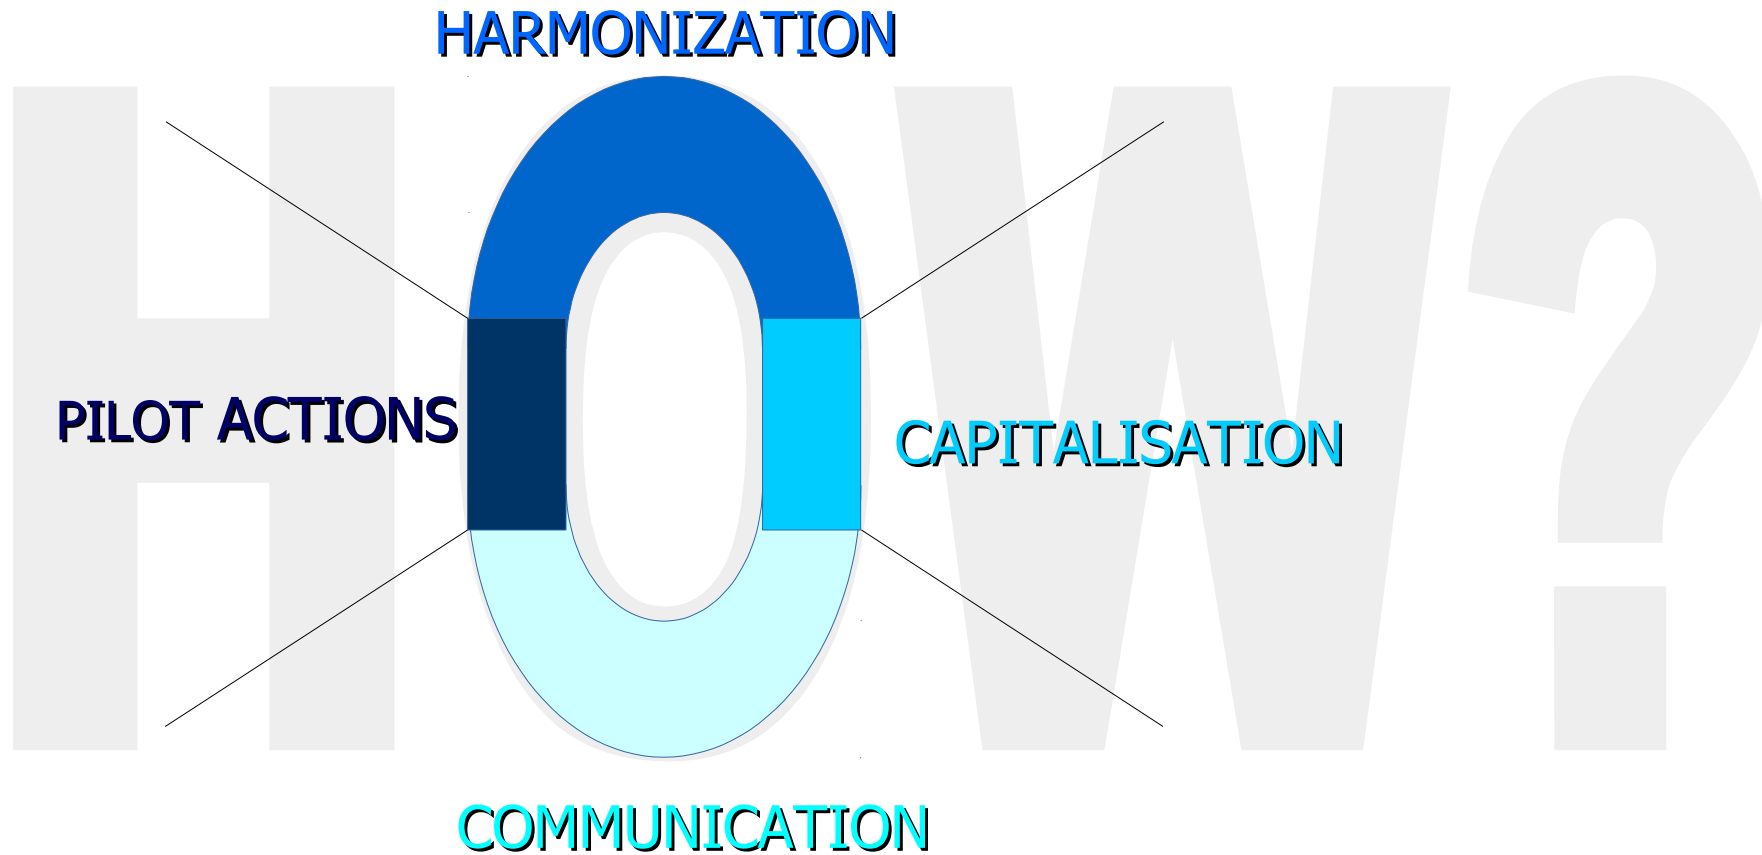 HARMONIZATION
HOW?
PILOT ACTIONS
CAPITALISATION
COMMUNICATION